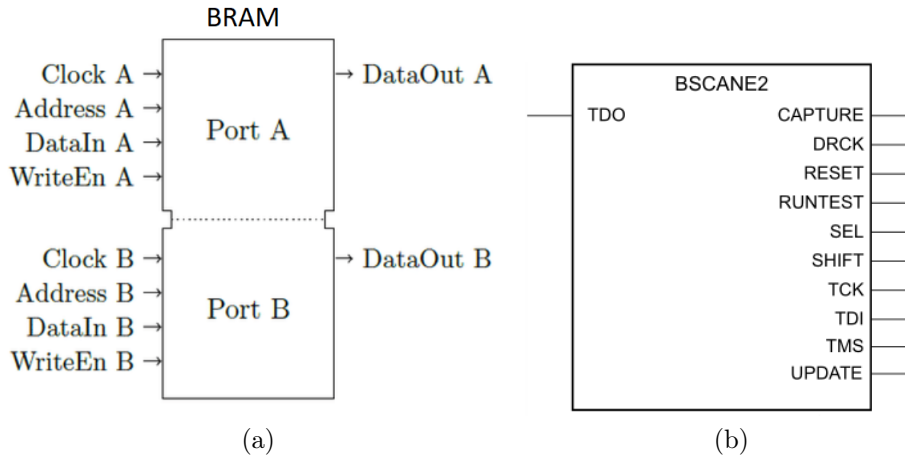 BRAM
Clock A
Address A
DataIn A
WriteEn A
Port A
DataOut A
Clock B
Address B
DataIn B
WriteEn B
Port B
DataOut B
(a)
BSCANE2
TDO
CAPTURE
DRCK
RESET
RUNTEST
SEL
SHIFT
TCK
TDI
TMS
UPDATE
(b)